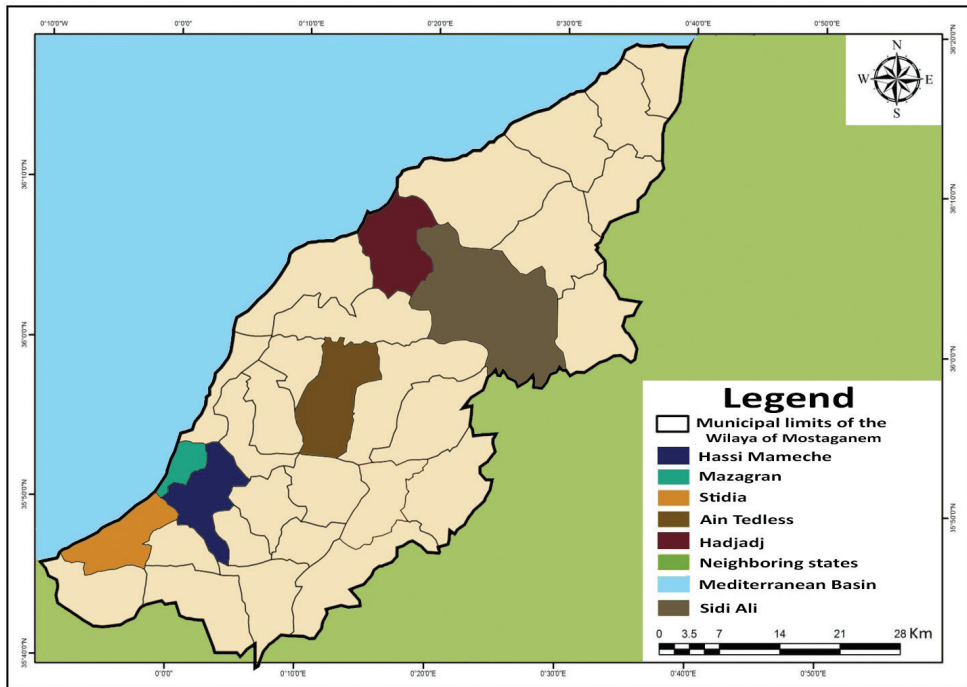 0°10'0"W 0°0'0" 0°10'0"E 0°20'0"E 0°30'0"E 0°40'0"E 0°50'0"E
36°20'0"N
N
W E
S
36°10'0"N 36°10'0"N
36°0'0"N 36°0'0"N
35°50'0"N 35°50'0"N
35°40'0"N
Legend
Municipal limits of the
Wilaya of Mostaganem
Hassi Mameche
Mazagran
Stidia
Ain Tedless
Hadjadj
Neighboring states
Mediterranean Basin
Sidi Ali
0 3.5 7 14 21 28 Km
0°0'0" 0°10'0"E 0°20'0"E 0°30'0"E 0°40'0"E 0°50'0"E